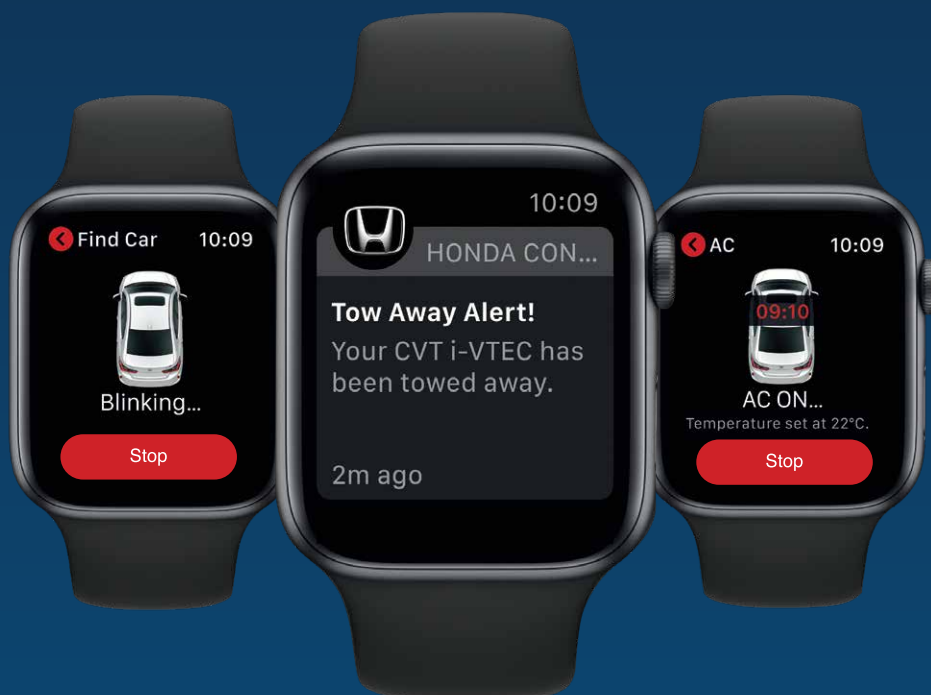 Find Car 10:09
Blinking...
Stop
10:09
HONDA CON...
Tow Away Alert!
Your CVT i-VTEC has
been towed away.
2m ago
AC 10:09
09:10
AC ON...
Temperature set at 22°C.
Stop